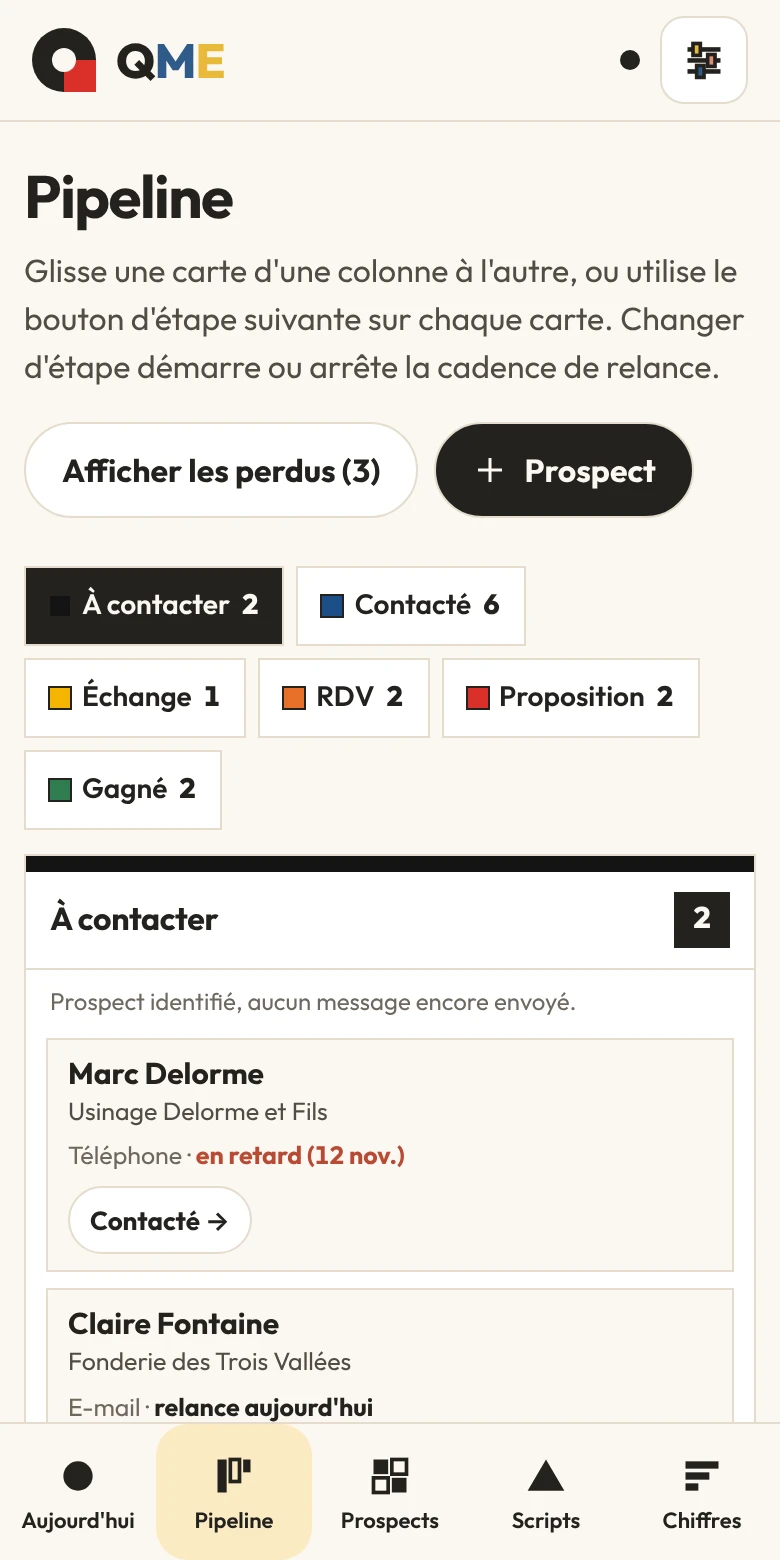 QME
Pipeline
Glisse une carte d'une colonne à l'autre, ou utilise le
bouton d'étape suivante sur chaque carte. Changer
d'étape démarre ou arrête la cadence de relance.
Afficher les perdus (3)
+ Prospect
À contacter 2
Contacté 6
Échange 1
RDV 2
Proposition 2
Gagné 2
À contacter
2
Prospect identifié, aucun message encore envoyé.
Marc Delorme
Usinage Delorme et Fils
Téléphone · en retard (12 nov.)
Contacté →
Claire Fontaine
Fonderie des Trois Vallées
E-mail · relance aujourd'hui
Aujourd'hui
Pipeline
Prospects
Scripts
Chiffres